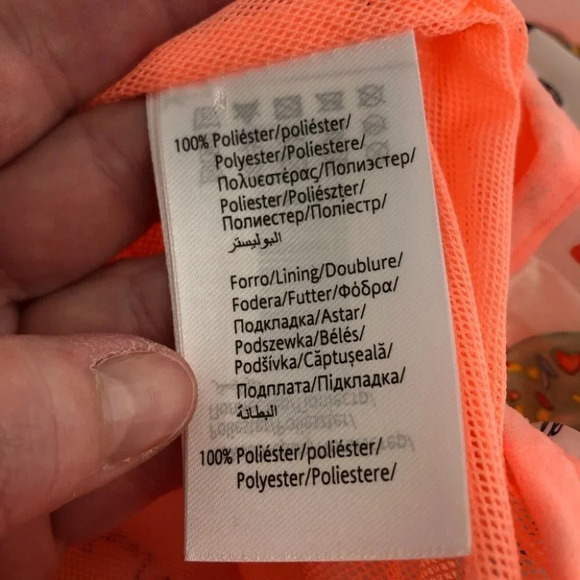 100% Poliéster/poliéster/
Polyester/Poliestere/
Πολυεστέρας/Полиэстер/
Poliester/Poliészter/
Полиестер/Поліестр/
البوليستر
Forro/Lining/Doublure/
Fodera/Futter/Φόδρα/
Подкладка/Astar/
Podszewka/Bélés/
Podšívka/Căptușeală/
Подплата/Підкладка/
البطانة
100% Poliéster/poliéster/
Polyester/Poliestere/